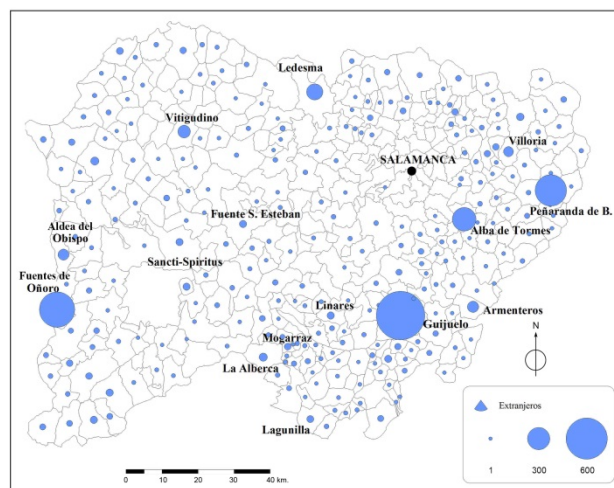 Ledesma
Vitigudino
Villoria
SALAMANCA
Peñaranda de B.
Fuente S. Esteban
Alba de Tormes
Aldea del
Obispo
Sancti-Spiritus
Fuentes de
Oñoro
Linares
Armenteros
Guijuelo
Mogarraz
N
La Alberca
Extranjeros
Lagunilla
1 300 600
0 10 20 30 40 km.